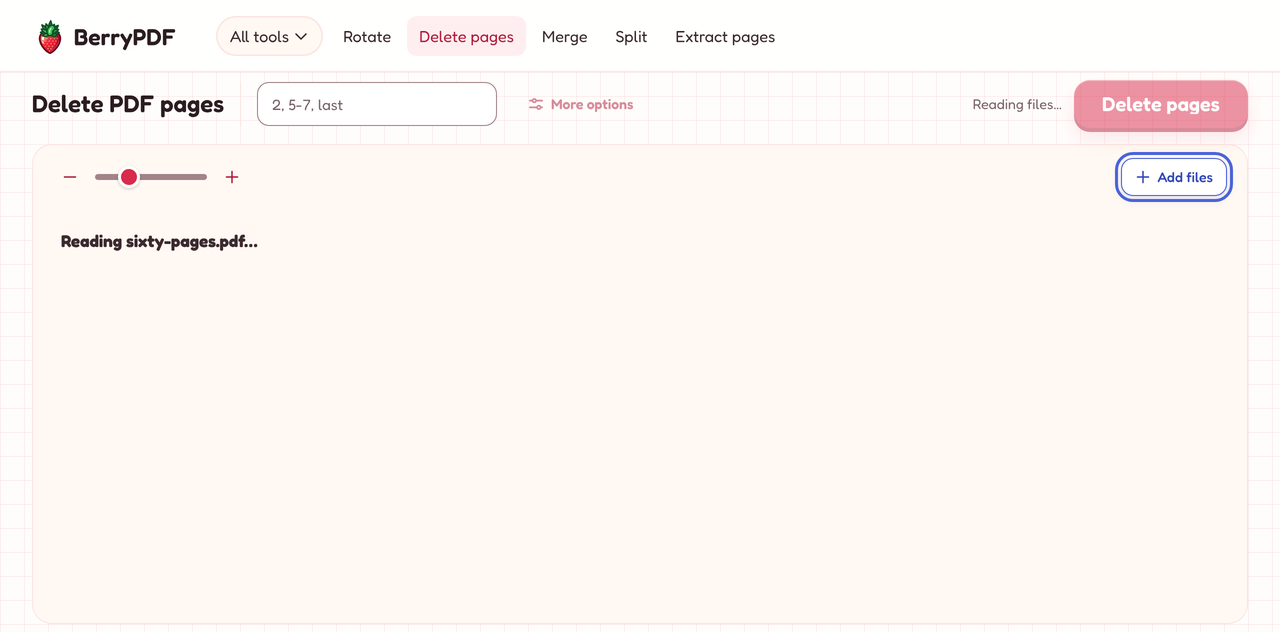 BerryPDF
All tools Rotate Delete pages Merge Split Extract pages
Delete PDF pages 2, 5-7, last More options Reading files... Delete pages
Add files
Reading sixty-pages.pdf...